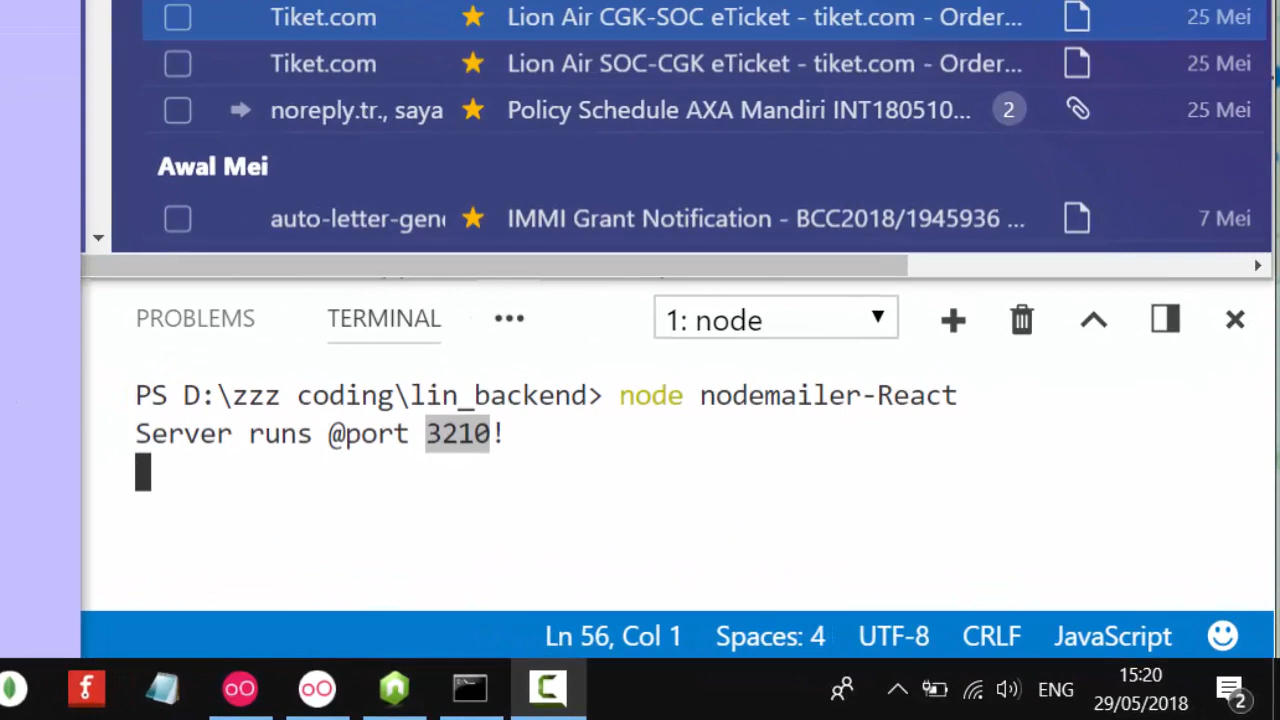 Tiket.com Lion Air CGK-SOC eTicket - tiket.com - Order... 25 Mei
Tiket.com Lion Air SOC-CGK eTicket - tiket.com - Order... 25 Mei
noreply.tr., saya Policy Schedule AXA Mandiri INT180510... 2 25 Mei
Awal Mei
auto-letter-gen IMMI Grant Notification - BCC2018/1945936 ... 7 Mei
PROBLEMS TERMINAL ••• 1: node
PS D:\zzz coding\lin_backend> node nodemailer-React
Server runs @port 3210!
Ln 56, Col 1 Spaces: 4 UTF-8 CRLF JavaScript
ENG 15:20 2
29/05/2018